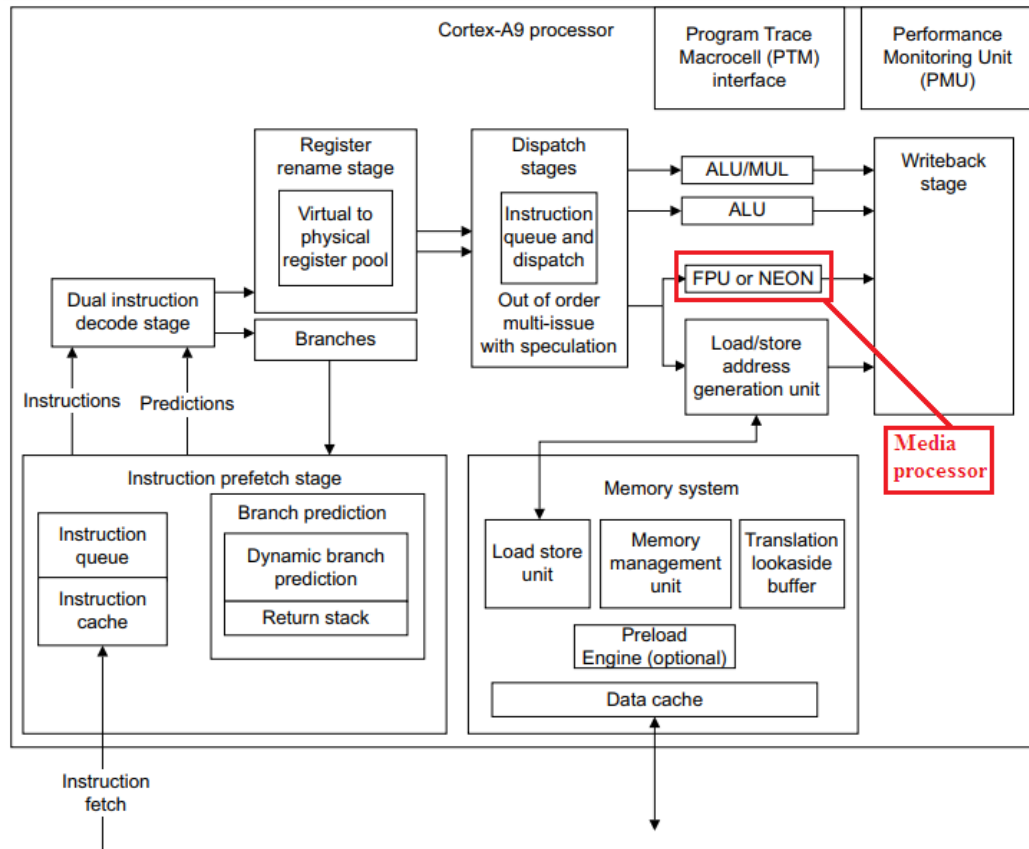 Cortex-A9 processor
Program Trace
Macrocell (PTM)
interface
Performance
Monitoring Unit
(PMU)
Register
rename stage
Virtual to
physical
register pool
Dispatch
stages
Instruction
queue and
dispatch
Out of order
multi-issue
with speculation
ALU/MUL
ALU
FPU or NEON
Load/store
address
generation unit
Writeback
stage
Dual instruction
decode stage
Branches
Media
processor
Instructions
Predictions
Instruction prefetch stage
Instruction
queue
Instruction
cache
Branch prediction
Dynamic branch
prediction
Return stack
Memory system
Load store
unit
Memory
management
unit
Translation
lookaside
buffer
Preload
Engine (optional)
Data cache
Instruction
fetch